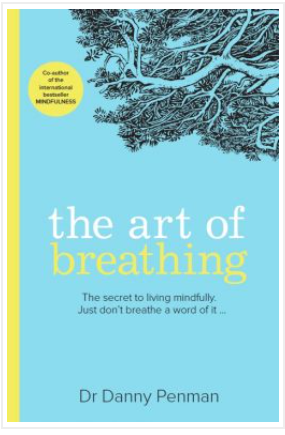 Co-author
of the
international
bestseller
MINDFULNESS
the art of
breathing
The secret to living mindfully.
Just don't breathe a word of it ...
Dr Danny Penman